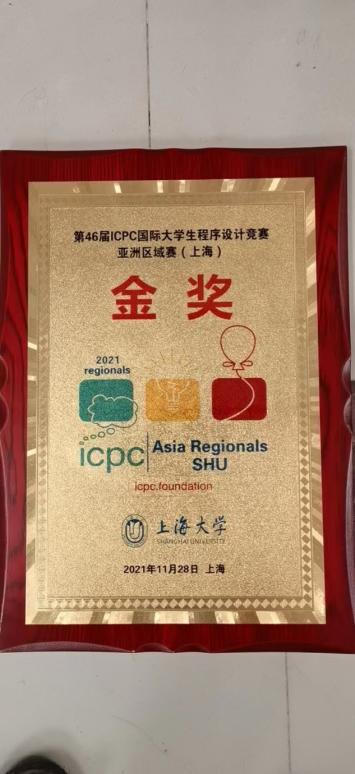 第46届ICPC国际大学生程序设计竞赛
亚洲区域赛（上海）
金奖
2021
regionals
icpc
Asia Regionals
SHU
icpc.foundation
上海大学
SHANGHAI UNIVERSITY
2021年11月28日 上海